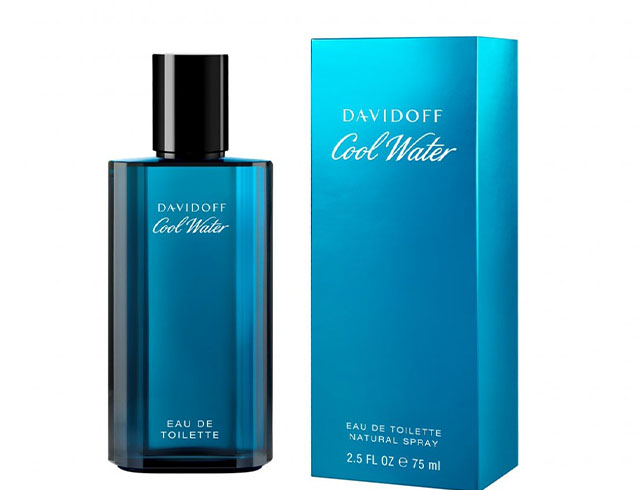 DAVIDOFF
Cool Water
EAU DE
TOILETTE
DAVIDOFF
Cool Water
EAU DE TOILETTE
NATURAL SPRAY
2.5 FL OZ e 75 ml